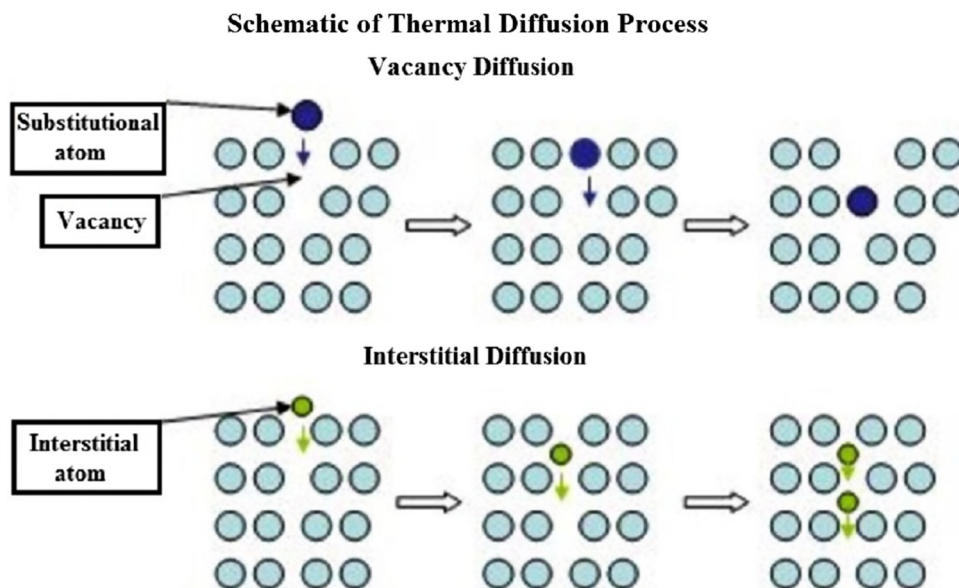 Schematic of Thermal Diffusion Process
Vacancy Diffusion
Substitutional
atom
Vacancy
Interstitial Diffusion
Interstitial
atom